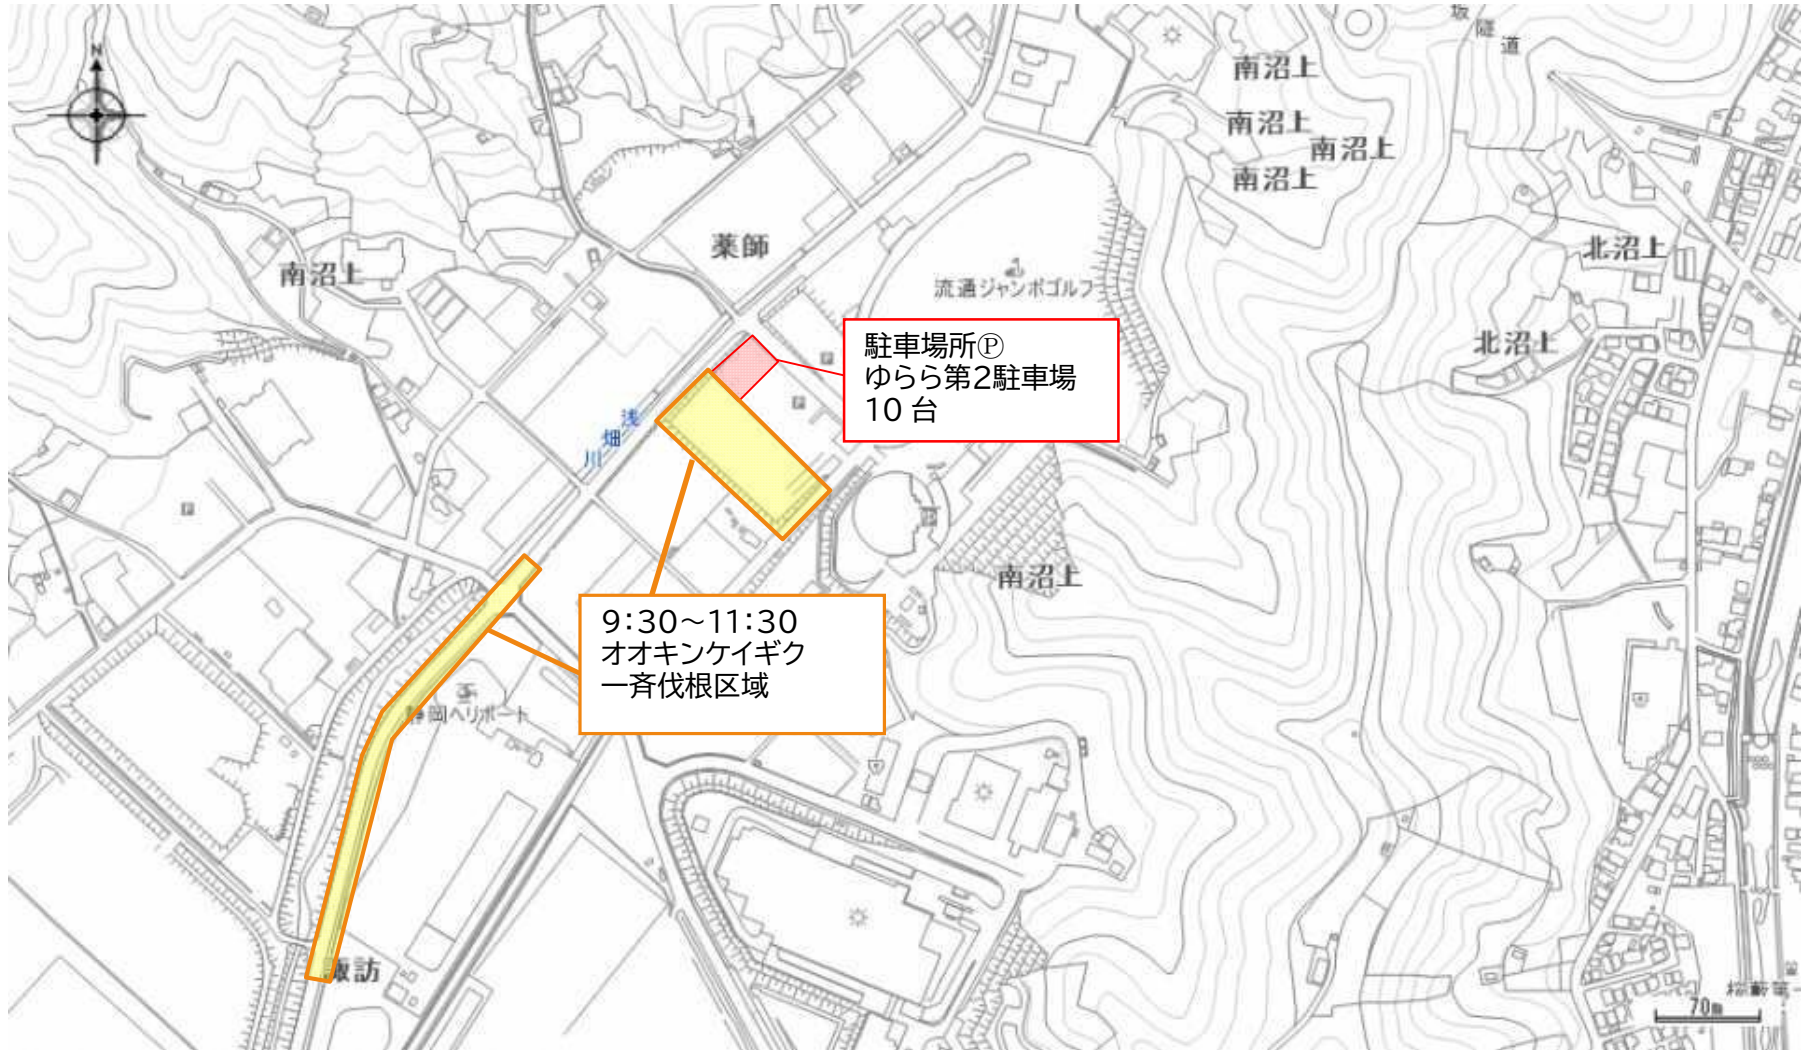 N
坂
隧
道
南沼上
南沼上
南沼上
南沼上
薬師
北沼上
南沼上
流通ジャンボゴルフ
北沼上
駐車場所Ⓟ
ゆらら第2駐車場
10 台
浅
畑
川
P
P
P
南沼上
9:30～11:30
オオキンケイギク
一斉伐根区域
静岡ヘリポート
諏訪
70m